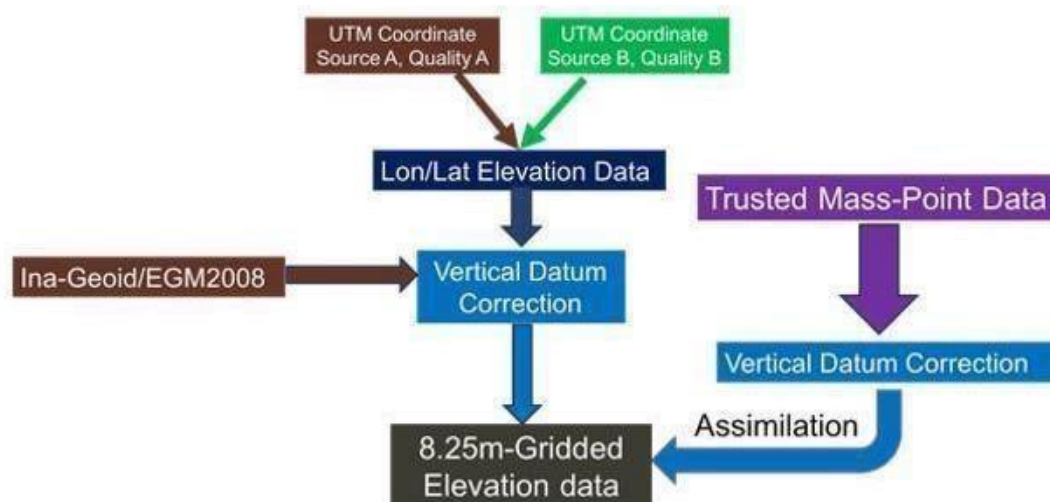 UTM Coordinate
Source A, Quality A
UTM Coordinate
Source B, Quality B
Lon/Lat Elevation Data
Trusted Mass-Point Data
Ina-Geoid/EGM2008
Vertical Datum
Correction
Vertical Datum Correction
Assimilation
8.25m-Gridded
Elevation data